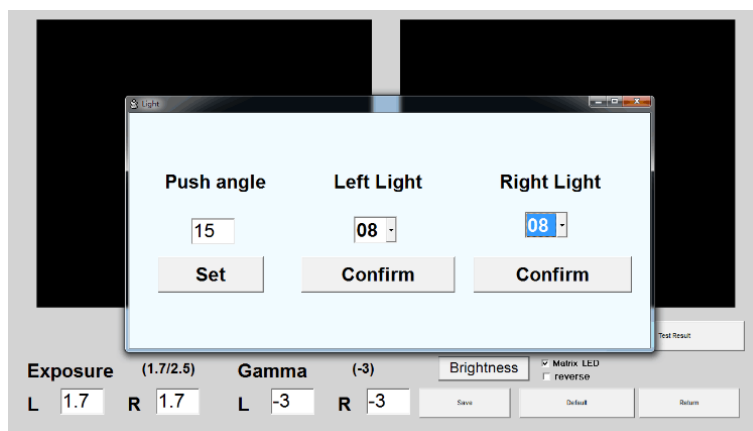 Light
Push angle Left Light Right Light
15 08 08
Set Confirm Confirm
Test Result
Exposure (1.7/2.5) Gamma (-3) Brightness Matrix LED
reverse
L 1.7 R 1.7 L -3 R -3 Save Default Return